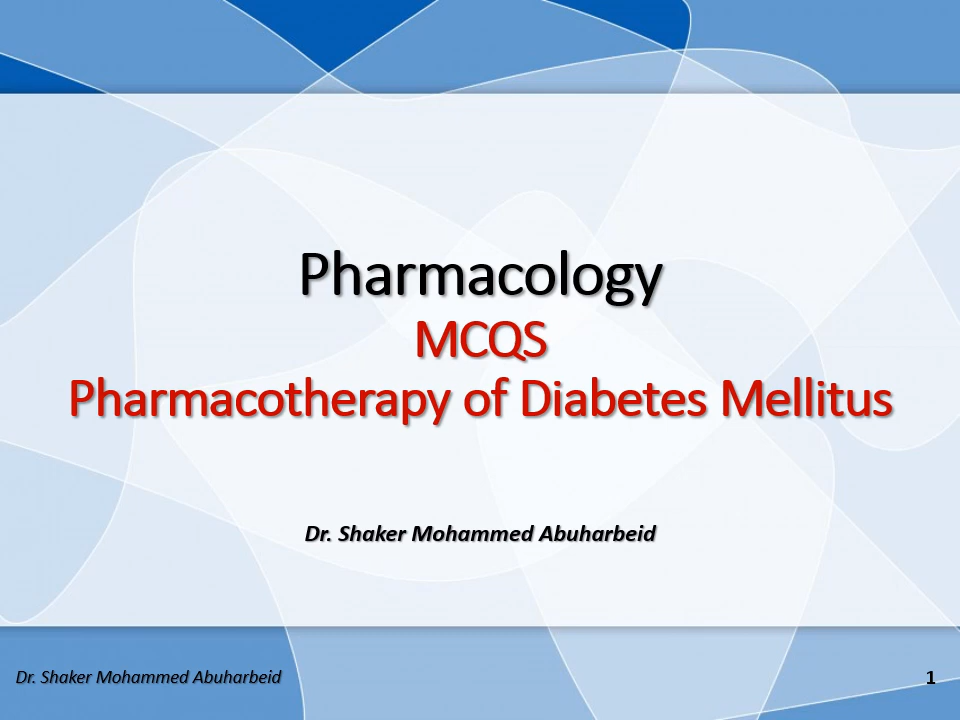 Pharmacology
MCQS
Pharmacotherapy of Diabetes Mellitus
Dr. Shaker Mohammed Abuharbeid
Dr. Shaker Mohammed Abuharbeid
1